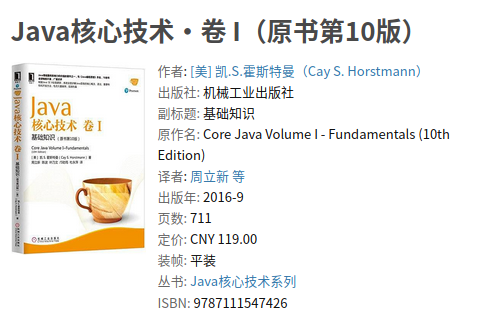 Java核心技术·卷 I（原书第10版）
作者: [美] 凯.S.霍斯特曼（Cay S. Horstmann）
出版社: 机械工业出版社
副标题: 基础知识
原作名: Core Java Volume I - Fundamentals (10th
Edition)
译者: 周立新 等
出版年: 2016-9
页数: 711
定价: CNY 119.00
装帧: 平装
丛书: Java核心技术系列
ISBN: 9787111547426
Java
核心技术 卷 I
基础知识 （原书第10版）
Core Java Volume I-Fundamentals